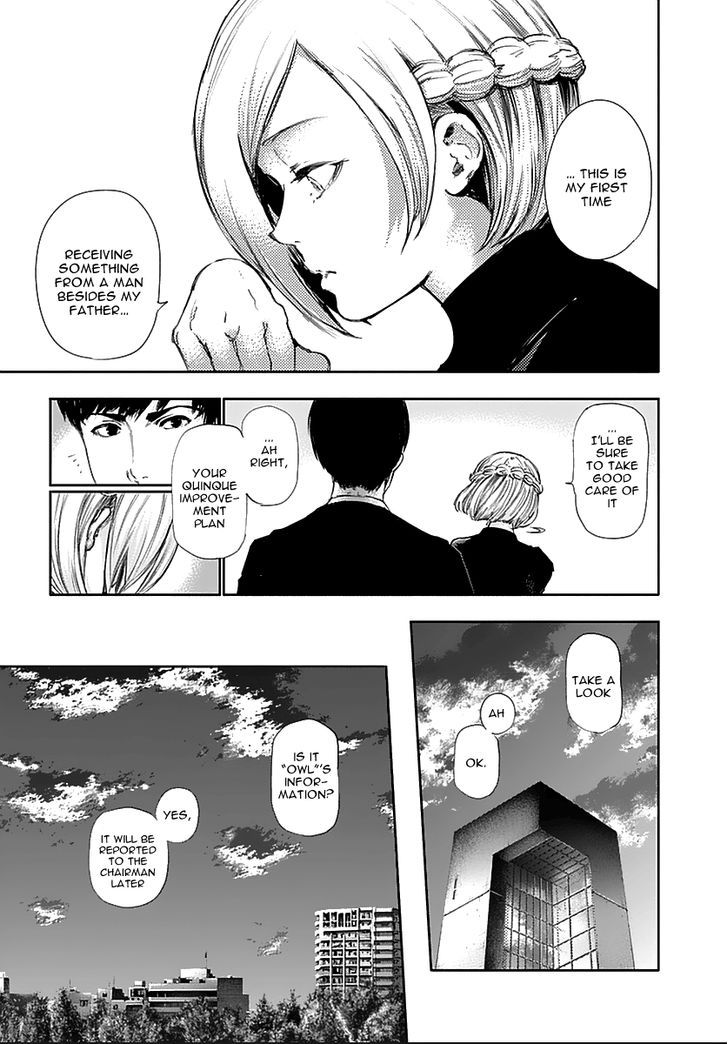 ... THIS IS
MY FIRST
TIME
RECEIVING
SOMETHING
FROM A MAN
BESIDES MY
FATHER...
...
I'LL BE
SURE
TO TAKE
GOOD
CARE OF
IT
...
AH
RIGHT,
YOUR
QUINQUE
IMPROVE-
MENT
PLAN
TAKE A
LOOK
AH
OK.
IS IT
"OWL"'S
INFOR-
MATION?
YES,
IT WILL BE
REPORTED
TO THE
CHAIRMAN
LATER